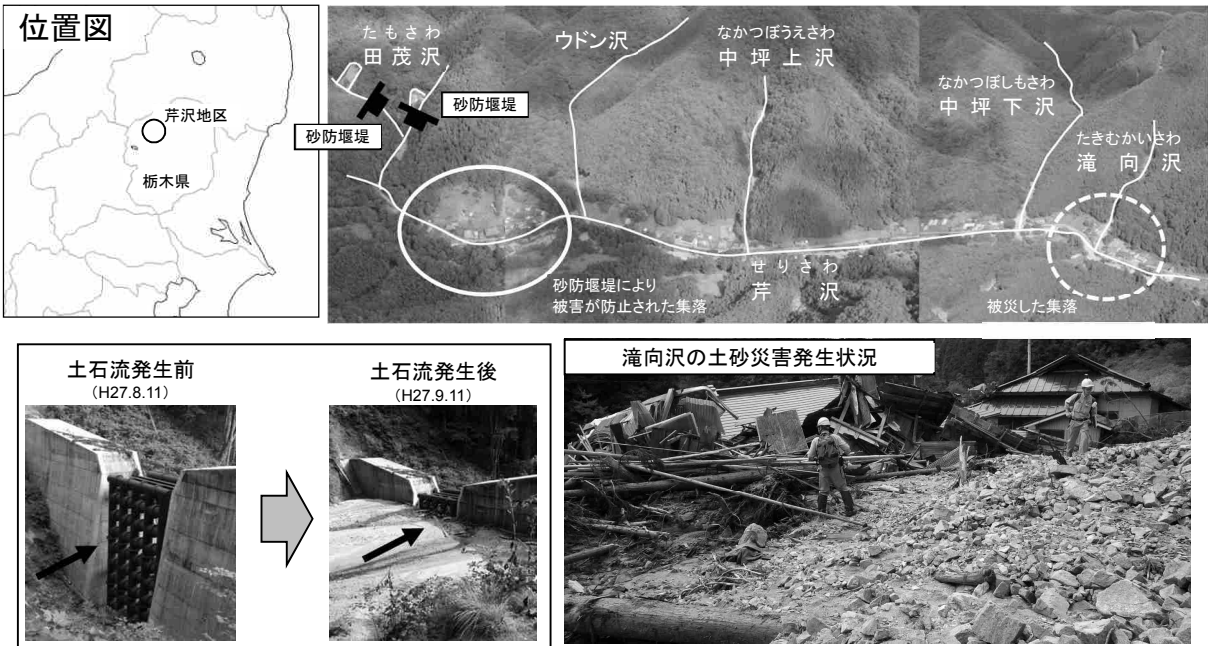 位置図
芹沢地区
栃木県
たもさわ
田茂沢
砂防堰堤
砂防堰堤
ウドン沢
なかつぼうえさわ
中坪上沢
なかつぼしもさわ
中坪下沢
たきむかいさわ
滝向沢
砂防堰堤により
被害が防止された集落
せりさわ
芹沢
被災した集落
土石流発生前
(H27.8.11)
土石流発生後
(H27.9.11)
滝向沢の土砂災害発生状況